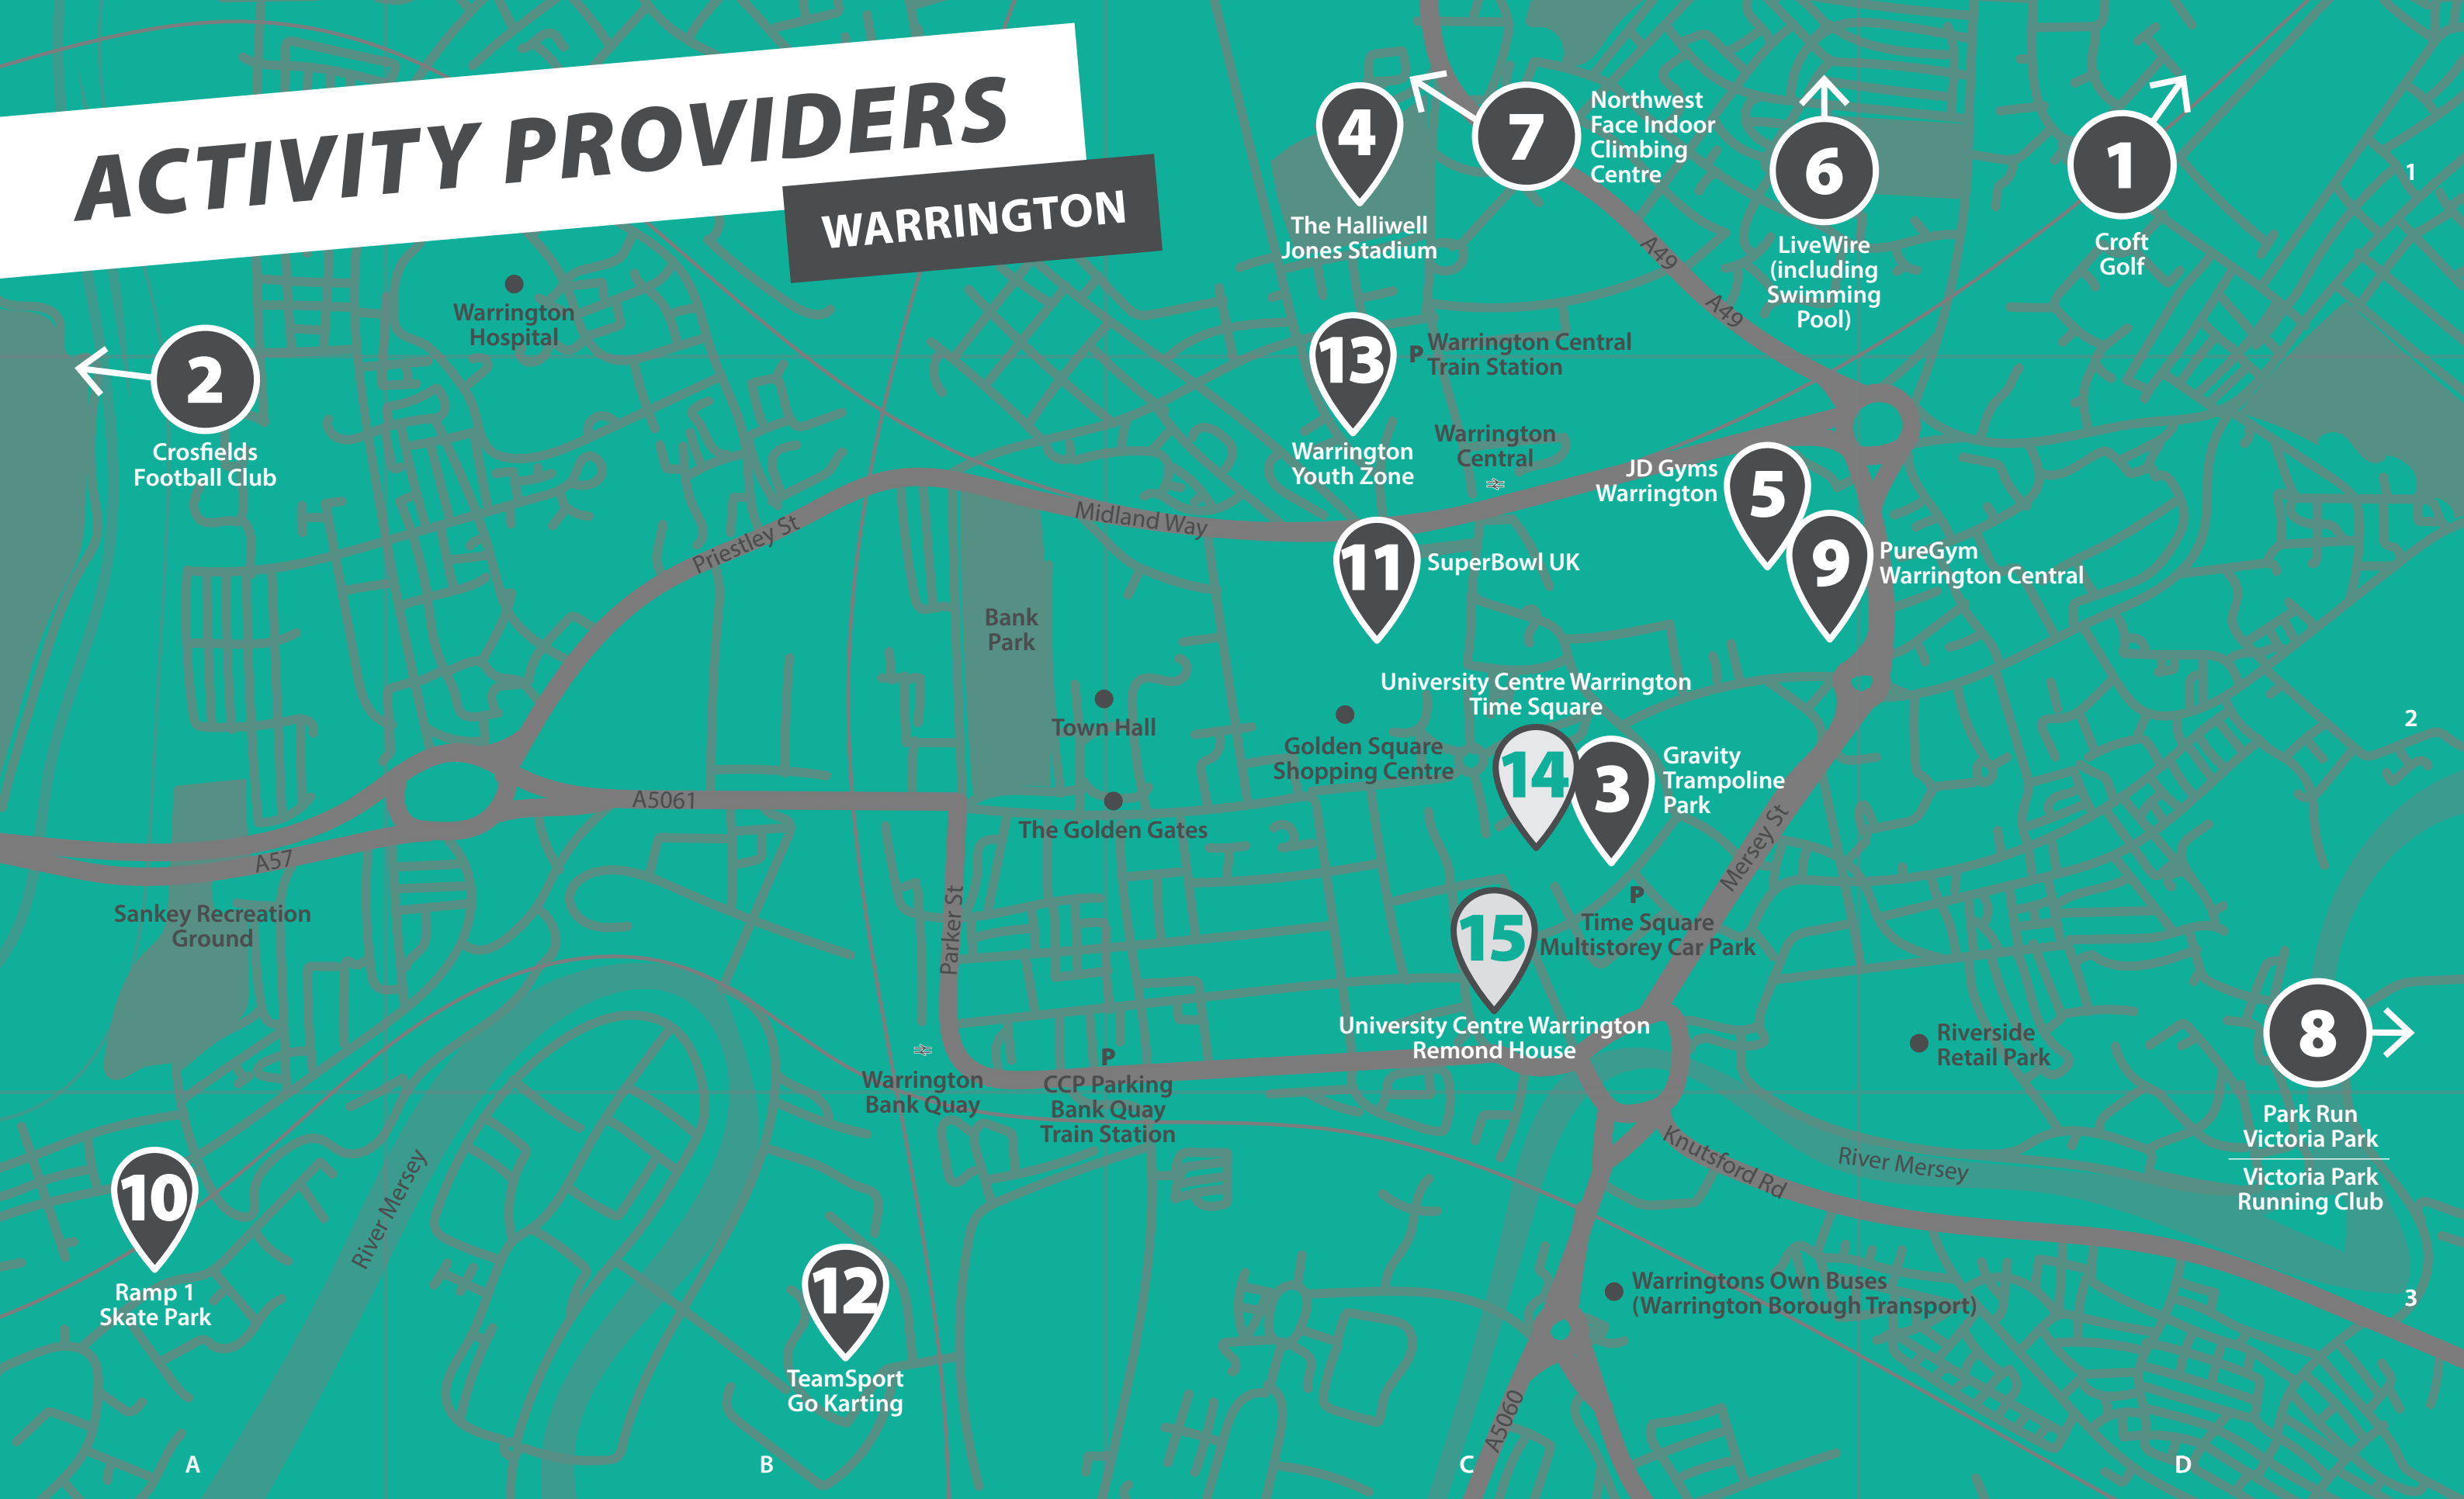 ACTIVITY PROVIDERS
WARRINGTON
4
The Halliwell
Jones Stadium
7
Northwest
Face Indoor
Climbing
Centre
6
LiveWire
(including
Swimming
Pool)
1
Croft
Golf
1
A49
A49
Warrington
Hospital
2
Crosfields
Football Club
13
Warrington
Youth Zone
P
Warrington Central
Train Station
Warrington
Central
JD Gyms
Warrington
5
9
PureGym
Warrington Central
Priestley St
Midland Way
11
SuperBowl UK
Bank
Park
Town Hall
Golden Square
Shopping Centre
University Centre Warrington
Time Square
14
3
Gravity
Trampoline
Park
2
A5061
The Golden Gates
A57
Mersey St
Sankey Recreation
Ground
Parker St
15
P
Time Square
Multistorey Car Park
University Centre Warrington
Remond House
Riverside
Retail Park
8
Park Run
Victoria Park
Victoria Park
Running Club
Warrington
Bank Quay
P
CCP Parking
Bank Quay
Train Station
Knutsford Rd
River Mersey
River Mersey
10
Ramp 1
Skate Park
12
TeamSport
Go Karting
Warringtons Own Buses
(Warrington Borough Transport)
3
A5060
A
B
C
D